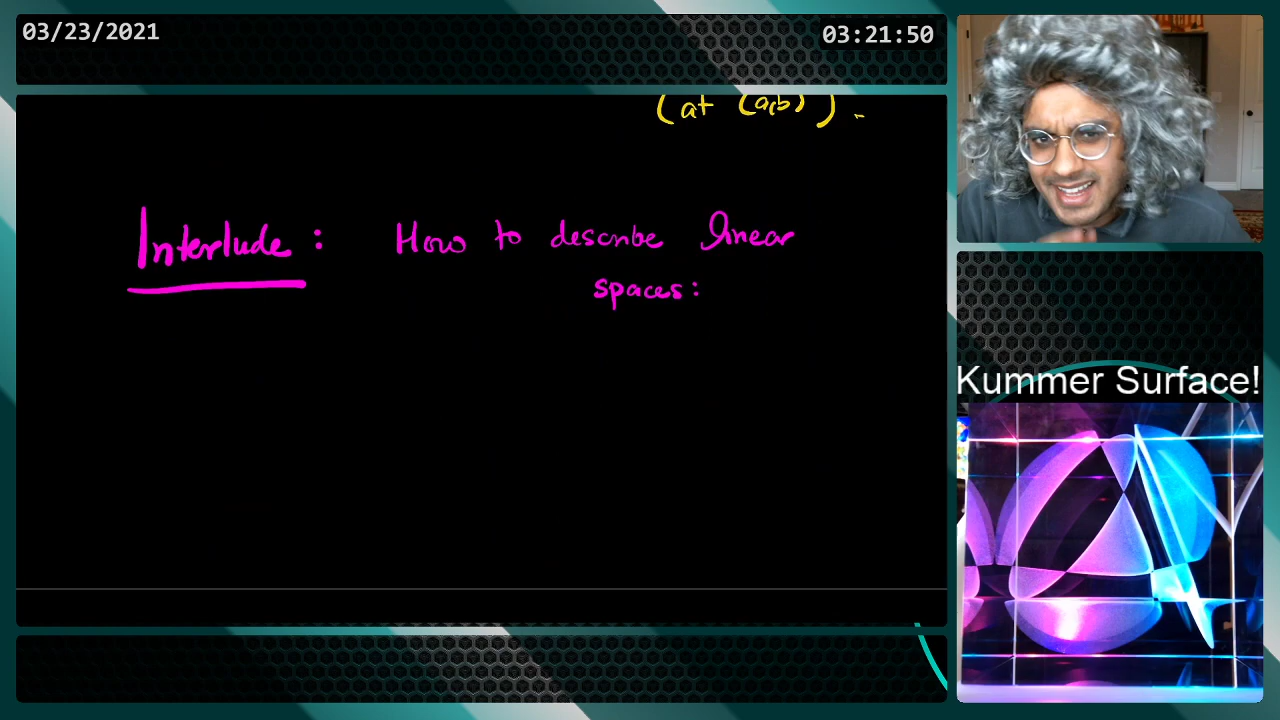 03/23/2021
03:21:50
(at (a,b)).
Interlude: How to describe linear
spaces:
Kummer Surface!